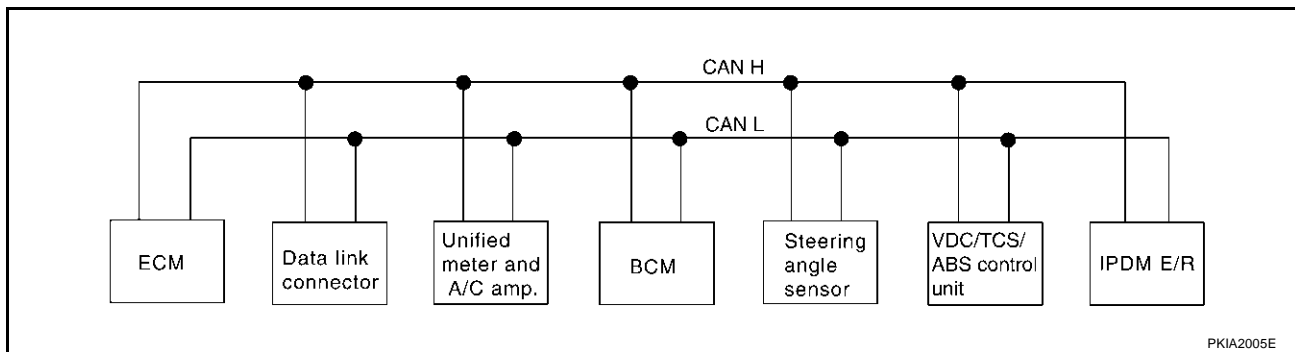 CAN H
CAN L
ECM
Data link
connector
Unified
meter and
A/C amp.
BCM
Steering
angle
sensor
VDC/TCS/
ABS control
unit
IPDM E/R
PKIA2005E